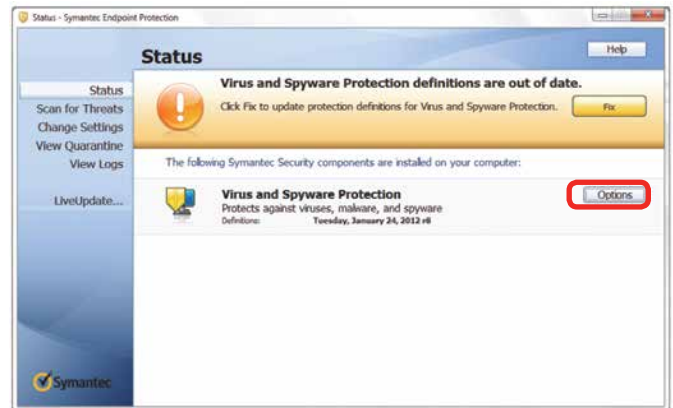 Status - Symantec Endpoint Protection
Status
Help
Status
Scan for Threats
Change Settings
View Quarantine
View Logs
LiveUpdate...
Virus and Spyware Protection definitions are out of date.
Click Fix to update protection definitions for Virus and Spyware Protection.
Fix
The following Symantec Security components are installed on your computer:
Virus and Spyware Protection
Options
Protects against viruses, malware, and spyware
Definitions: Tuesday, January 24, 2012 r6
Symantec